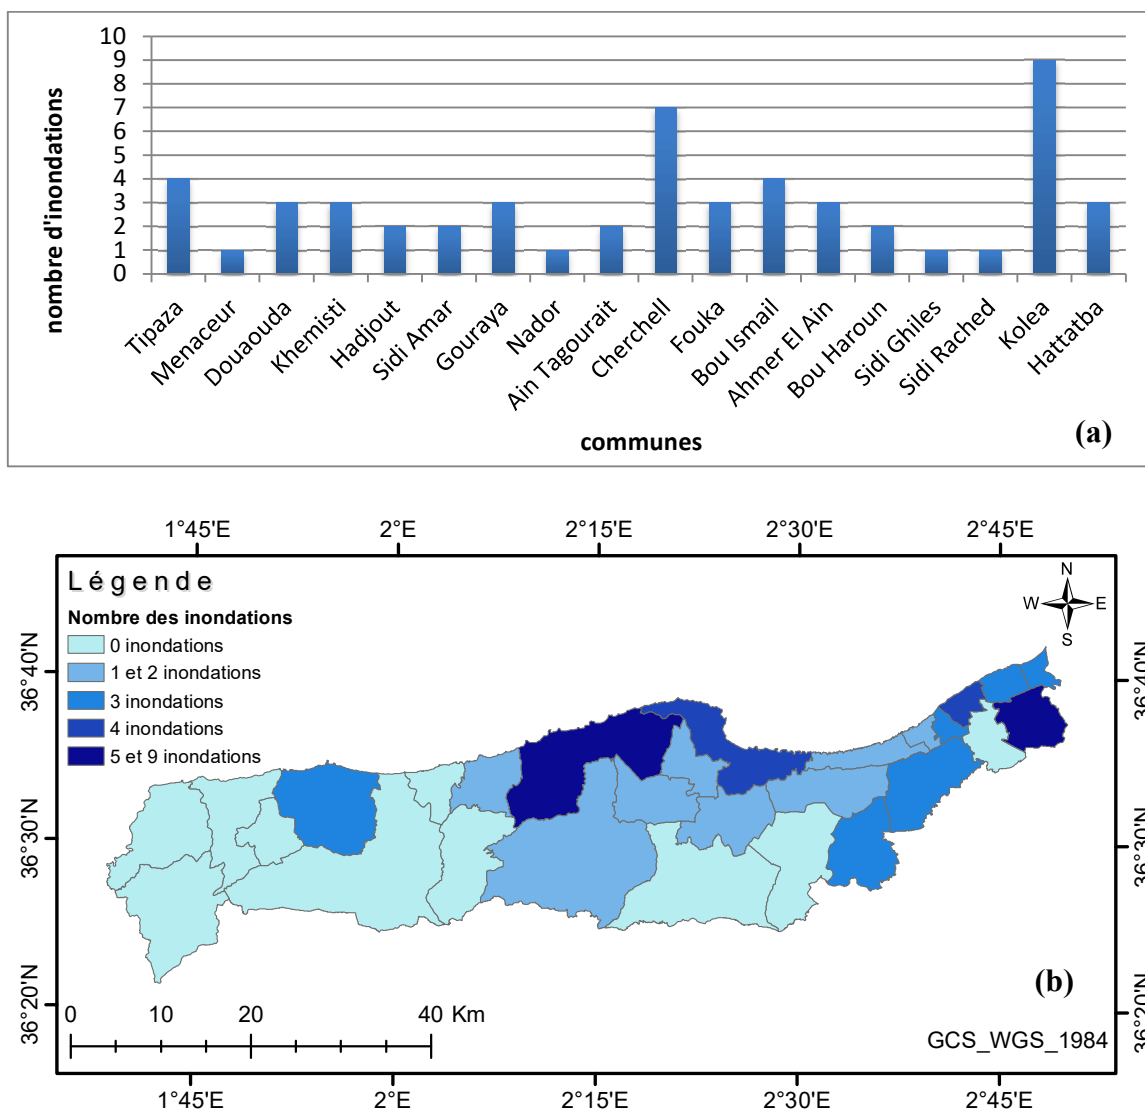 10
9
8
7
6
5
4
3
2
1
0
nombre d'inondations
Tipaza
Menaceur
Douaouda
Khemisti
Hadjout
Sidi Amar
Gouraya
Nador
Ain Tagourait
Cherchell
Fouka
Bou Ismail
Ahmer El Ain
Bou Haroun
Sidi Ghiles
Sidi Rached
Kolea
Hattatba
communes
(a)
1°45'E 2°E 2°15'E 2°30'E 2°45'E
Légende
Nombre des inondations
0 inondations
1 et 2 inondations
3 inondations
4 inondations
5 et 9 inondations
N
W E
S
36°40'N
36°30'N
36°20'N
36°40'N
36°30'N
36°20'N
(b)
0 10 20 40 Km
GCS_WGS_1984
1°45'E 2°E 2°15'E 2°30'E 2°45'E